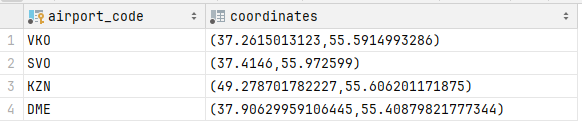 airport_code coordinates
1 VKO (37.2615013123,55.5914993286)
2 SVO (37.4146,55.972599)
3 KZN (49.278701782227,55.606201171875)
4 DME (37.90629959106445,55.40879821777344)